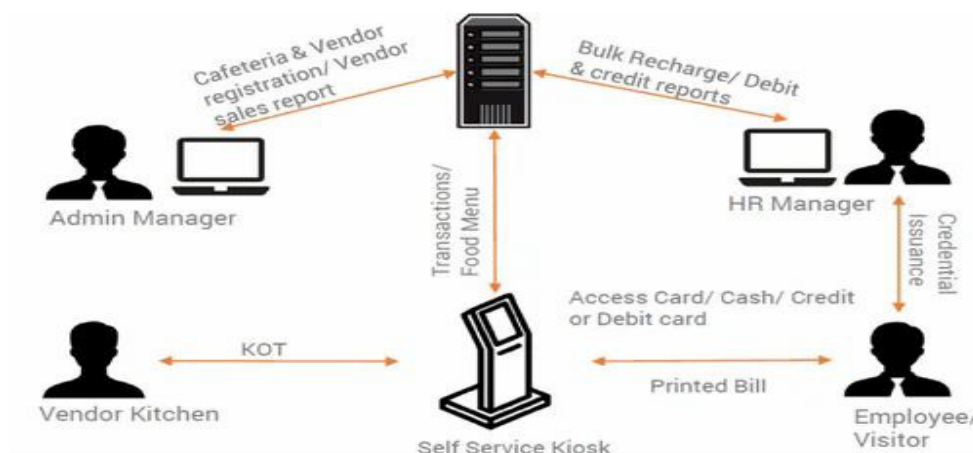 Cafeteria & Vendor
registration/ Vendor
sales report
Bulk Recharge/ Debit
& credit reports
Admin Manager
HR Manager
Transactions/
Food Menu
Credential
Issuance
Access Card/ Cash/ Credit
or Debit card
KOT
Printed Bill
Vendor Kitchen
Self Service Kiosk
Employee/
Visitor